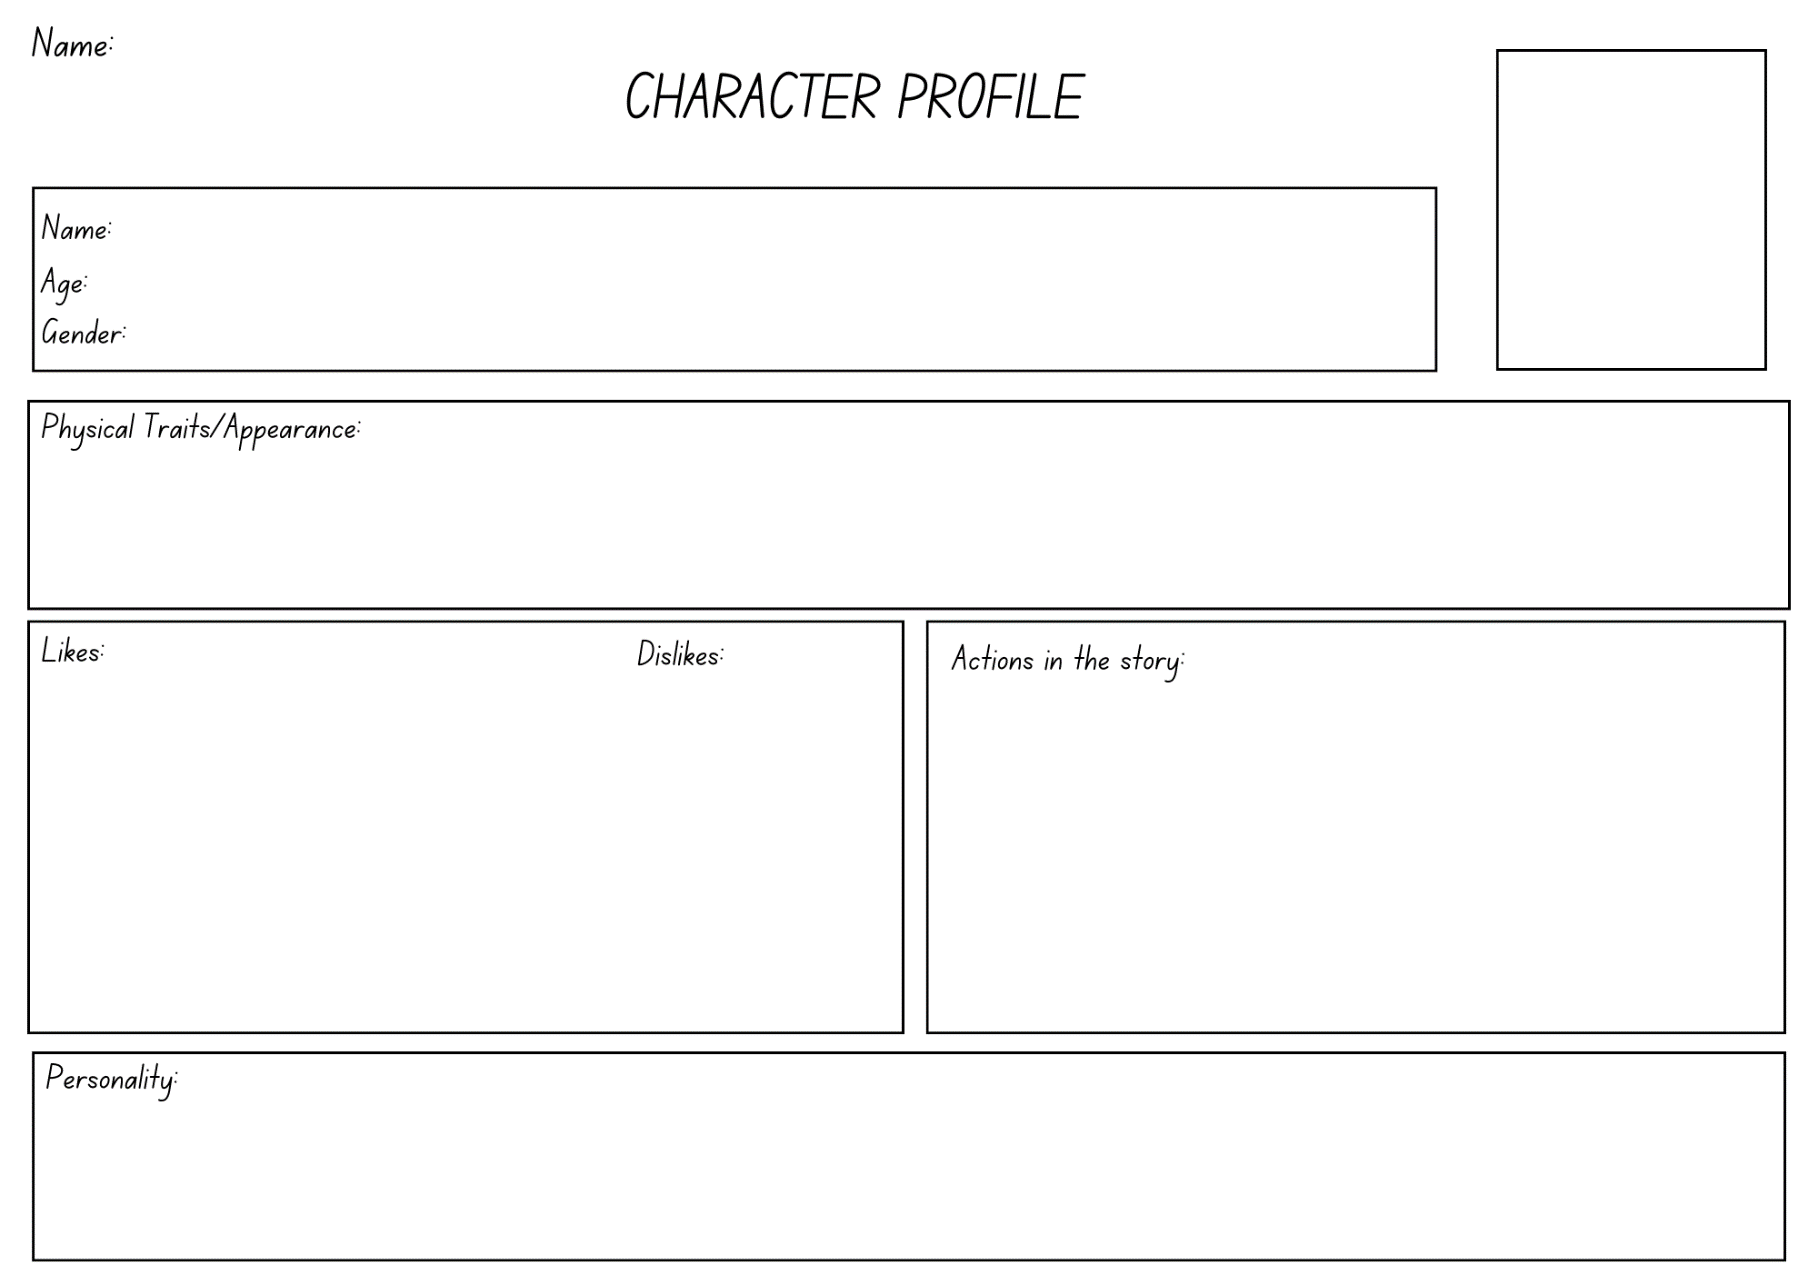 Name:
CHARACTER PROFILE
Name:
Age:
Gender:
Physical Traits/Appearance:
Likes:
Dislikes:
Actions in the story:
Personality: